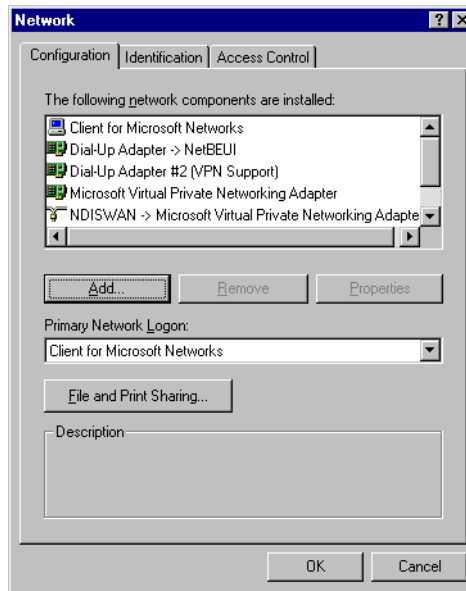 Network
Configuration Identification Access Control
The following network components are installed:
Client for Microsoft Networks
Dial-Up Adapter -> NetBEUI
Dial-Up Adapter #2 (VPN Support)
Microsoft Virtual Private Networking Adapter
NDISWAN -> Microsoft Virtual Private Networking Adapte
Add... Remove Properties
Primary Network Logon:
Client for Microsoft Networks
File and Print Sharing...
Description
OK Cancel